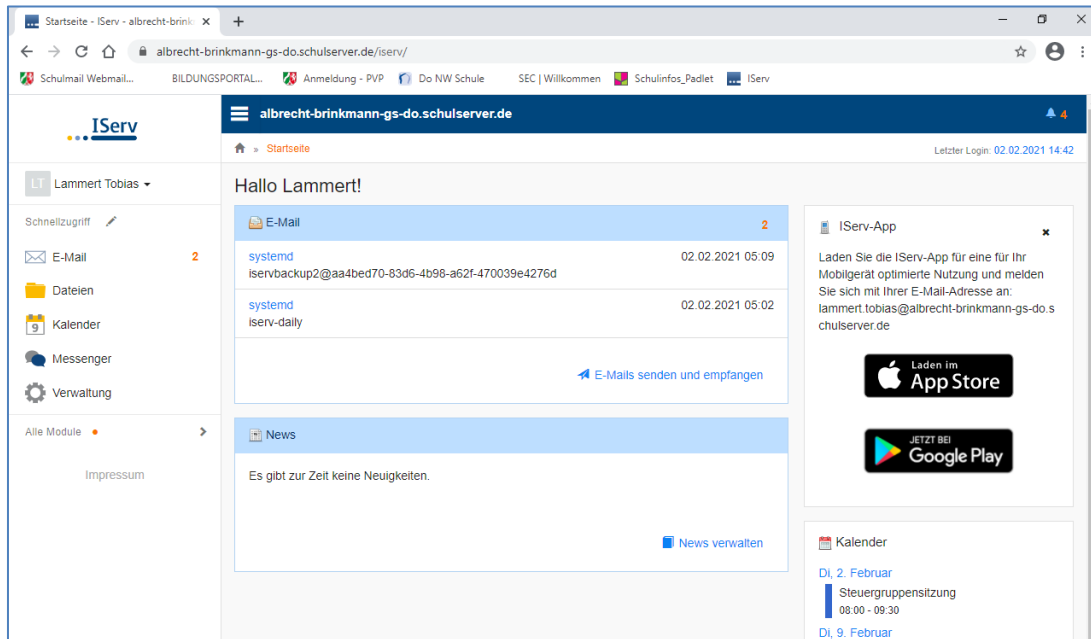 Startseite - IServ - albrecht-brink
albrecht-brinkmann-gs-do.schulserver.de/iserv/
Schulmail Webmail... BILDUNGSPORTAL... Anmeldung - PVP Do NW Schule SEC | Willkommen Schulinfos_Padlet IServ
IServ
albrecht-brinkmann-gs-do.schulserver.de 4
» Startseite Letzter Login: 02.02.2021 14:42
LT Lammert Tobias
Schnellzugriff
E-Mail 2
Dateien
9 Kalender
Messenger
Verwaltung
Alle Module
Impressum
Hallo Lammert!
E-Mail 2
systemd 02.02.2021 05:09
iservbackup2@aa4bed70-83d6-4b98-a62f-470039e4276d
systemd 02.02.2021 05:02
iserv-daily
E-Mails senden und empfangen
News
Es gibt zur Zeit keine Neuigkeiten.
News verwalten
IServ-App
Laden Sie die IServ-App für eine für Ihr
Mobilgerät optimierte Nutzung und melden
Sie sich mit Ihrer E-Mail-Adresse an:
lammert.tobias@albrecht-brinkmann-gs-do.s
chulserver.de
Laden im
App Store
JETZT BEI
Google Play
Kalender
Di, 2. Februar
Steuergruppensitzung
08:00 - 09:30
Di, 9. Februar